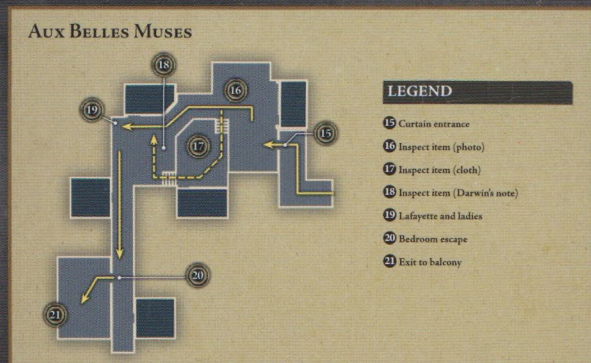 AUX BELLES MUSES
18
16
19
15
17
20
21
LEGEND
15 Curtain entrance
16 Inspect item (photo)
17 Inspect item (cloth)
18 Inspect item (Darwin's note)
19 Lafayette and ladies
20 Bedroom escape
21 Exit to balcony